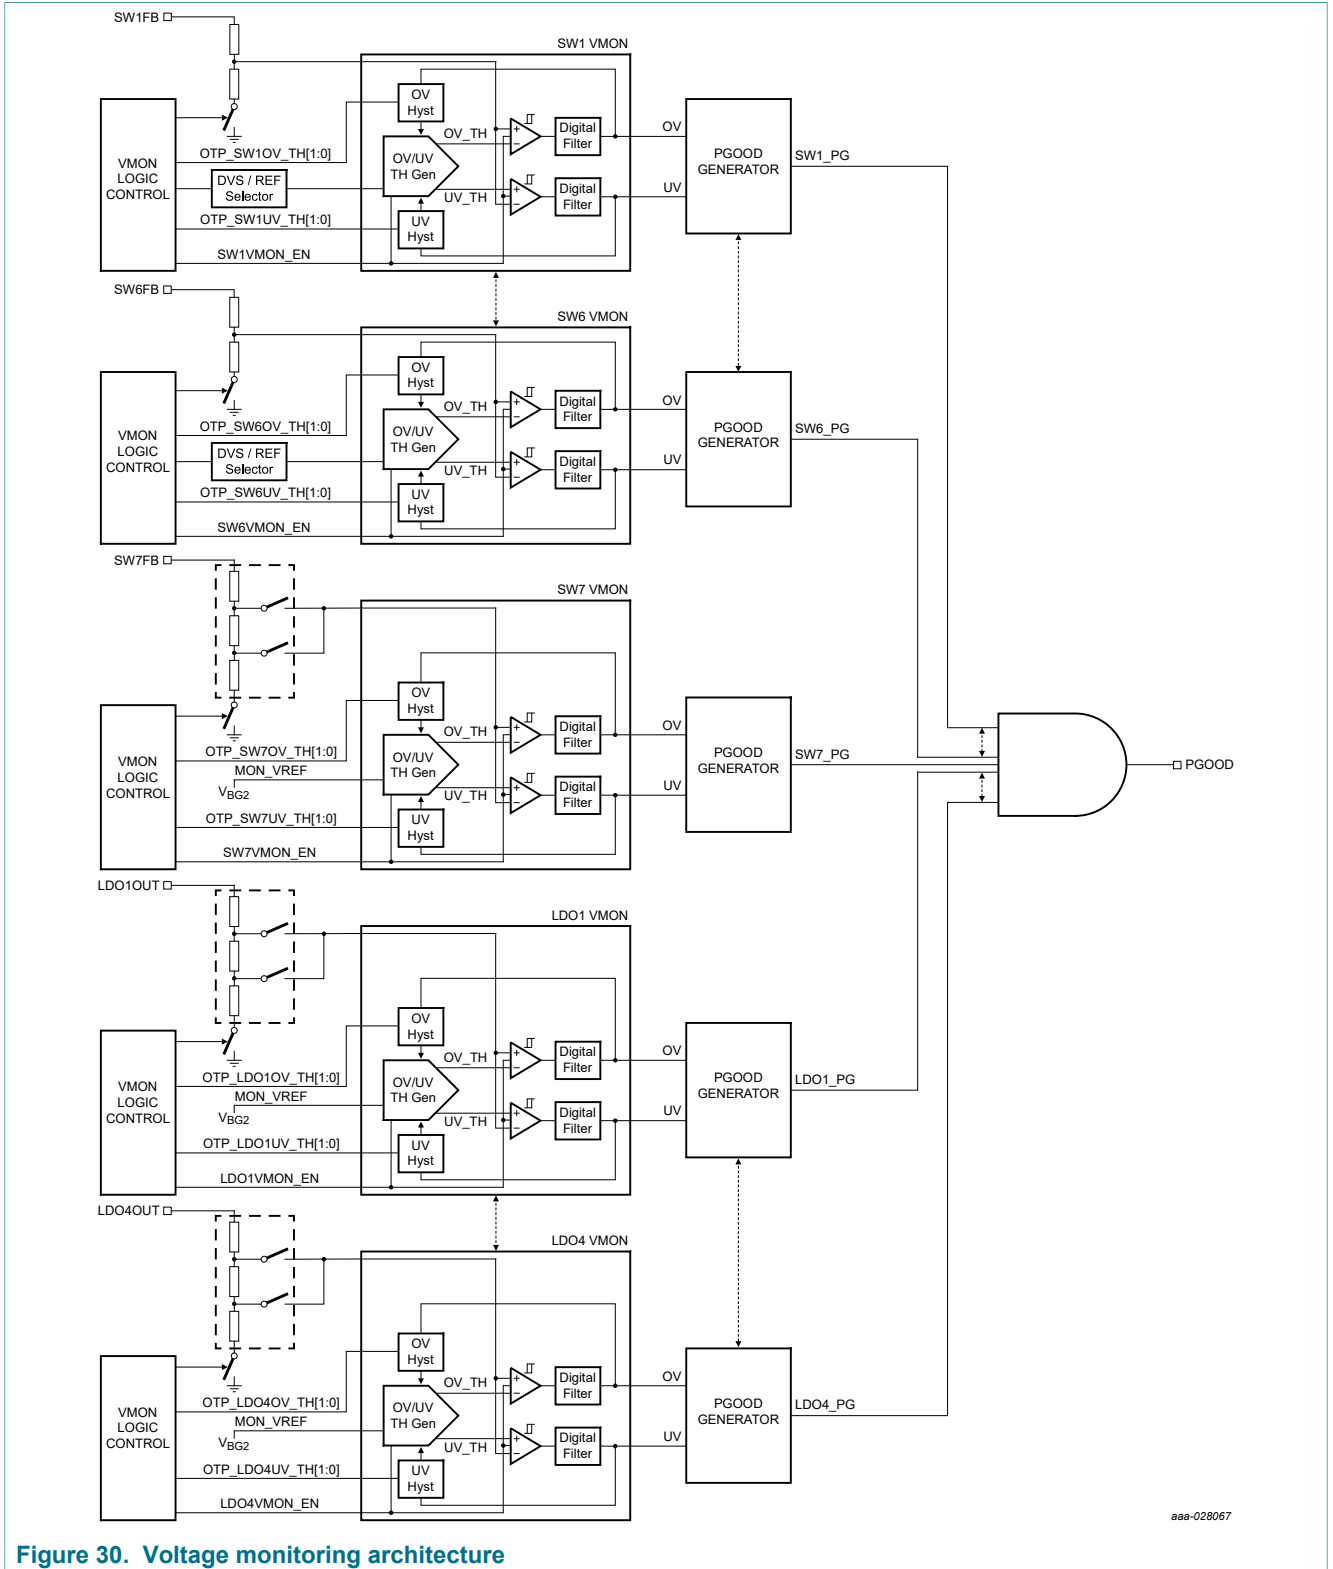 SW1FB
SW1 VMON
OV
Hyst
VMON
LOGIC
CONTROL
OTP_SW1OV_TH[1:0]
DVS / REF
Selector
OTP_SW1UV_TH[1:0]
SW1VMON_EN
OV/UV
TH Gen
UV
Hyst
OV_TH
UV_TH
+
−
+
−
Digital
Filter
Digital
Filter
OV
UV
PGOOD
GENERATOR
SW1_PG
SW6FB
SW6 VMON
OV
Hyst
VMON
LOGIC
CONTROL
OTP_SW6OV_TH[1:0]
DVS / REF
Selector
OTP_SW6UV_TH[1:0]
SW6VMON_EN
OV/UV
TH Gen
UV
Hyst
OV_TH
UV_TH
+
−
+
−
Digital
Filter
Digital
Filter
OV
UV
PGOOD
GENERATOR
SW6_PG
SW7FB
SW7 VMON
OV
Hyst
VMON
LOGIC
CONTROL
OTP_SW7OV_TH[1:0]
MON_VREF
VBG2
OTP_SW7UV_TH[1:0]
SW7VMON_EN
OV/UV
TH Gen
UV
Hyst
OV_TH
UV_TH
+
−
+
−
Digital
Filter
Digital
Filter
OV
UV
PGOOD
GENERATOR
SW7_PG
PGOOD
LDO1OUT
LDO1 VMON
OV
Hyst
VMON
LOGIC
CONTROL
OTP_LDO1OV_TH[1:0]
MON_VREF
VBG2
OTP_LDO1UV_TH[1:0]
LDO1VMON_EN
OV/UV
TH Gen
UV
Hyst
OV_TH
UV_TH
+
−
+
−
Digital
Filter
Digital
Filter
OV
UV
PGOOD
GENERATOR
LDO1_PG
LDO4OUT
LDO4 VMON
OV
Hyst
VMON
LOGIC
CONTROL
OTP_LDO4OV_TH[1:0]
MON_VREF
VBG2
OTP_LDO4UV_TH[1:0]
LDO4VMON_EN
OV/UV
TH Gen
UV
Hyst
OV_TH
UV_TH
+
−
+
−
Digital
Filter
Digital
Filter
OV
UV
PGOOD
GENERATOR
LDO4_PG
aaa-028067
Figure 30. Voltage monitoring architecture